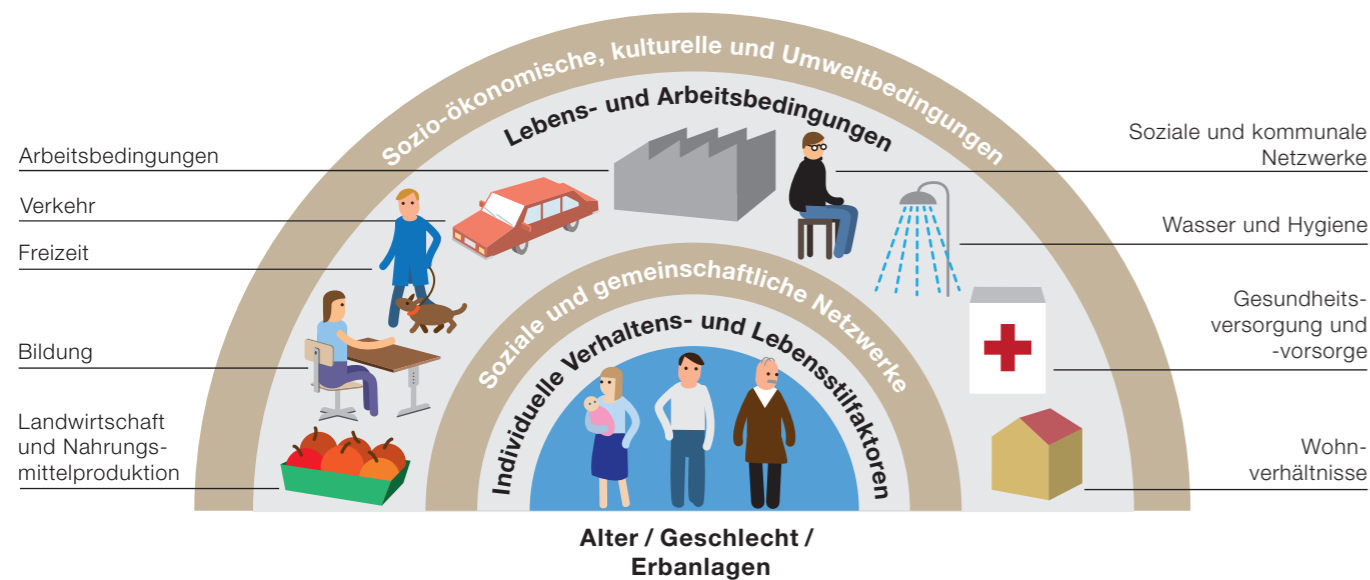 Sozio-ökonomische, kulturelle und Umweltbedingungen
Lebens- und Arbeitsbedingungen
Soziale und gemeinschaftliche Netzwerke
Individuelle Verhaltens- und Lebensstilfaktoren
Arbeitsbedingungen
Verkehr
Freizeit
Bildung
Landwirtschaft
und Nahrungs-
mittelproduktion
Soziale und kommunale
Netzwerke
Wasser und Hygiene
Gesundheits-
versorgung und
-vorsorge
Wohn-
verhältnisse
Alter / Geschlecht /
Erbanlagen